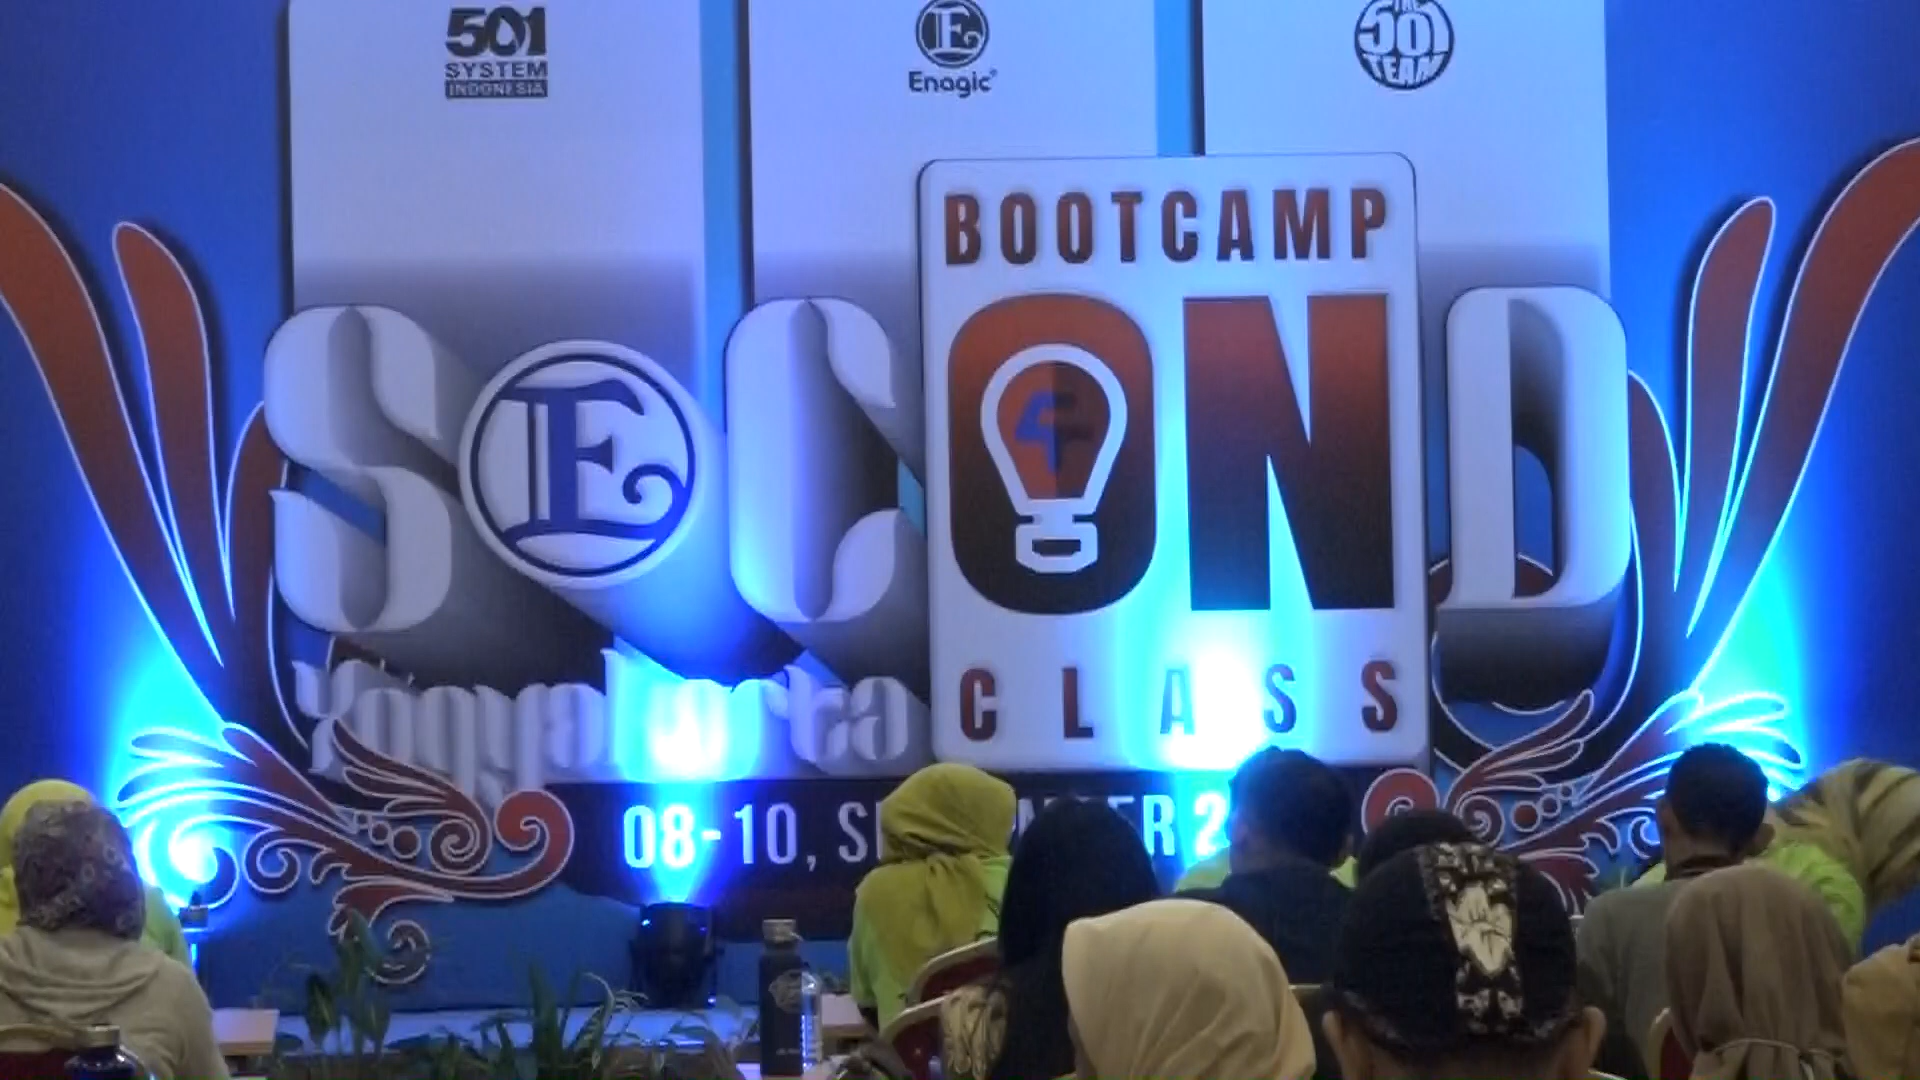 501
SYSTEM
INDONESIA
E
Enagic®
THE
501
TEAM
BOOTCAMP
SECOND
Yogyakarta
CLASS
08-10,